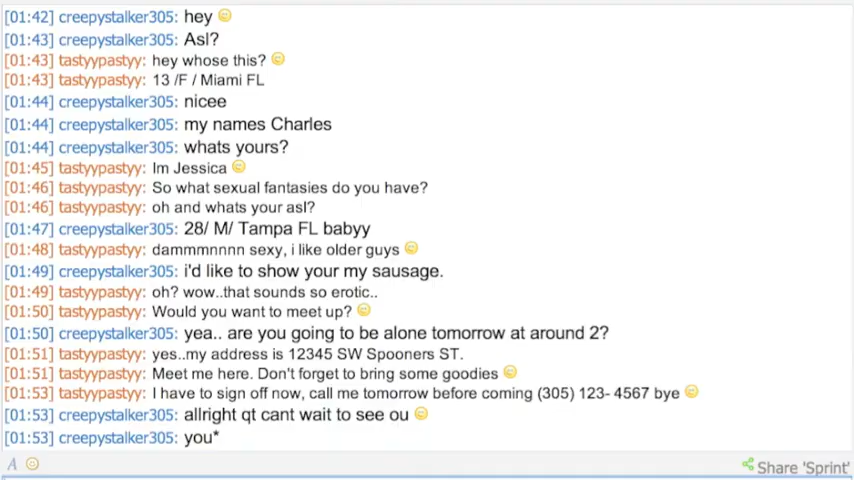 [01:42] creepystalker305: hey
[01:43] creepystalker305: Asl?
[01:43] tastyypastyy: hey whose this?
[01:43] tastyypastyy: 13 /F / Miami FL
[01:44] creepystalker305: nicee
[01:44] creepystalker305: my names Charles
[01:44] creepystalker305: whats yours?
[01:45] tastyypastyy: Im Jessica
[01:46] tastyypastyy: So what sexual fantasies do you have?
[01:46] tastyypastyy: oh and whats your asl?
[01:47] creepystalker305: 28/ M/ Tampa FL babyy
[01:48] tastyypastyy: dammmnnnn sexy, i like older guys
[01:49] creepystalker305: i'd like to show your my sausage.
[01:49] tastyypastyy: oh? wow..that sounds so erotic..
[01:50] tastyypastyy: Would you want to meet up?
[01:50] creepystalker305: yea.. are you going to be alone tomorrow at around 2?
[01:51] tastyypastyy: yes..my address is 12345 SW Spooners ST.
[01:51] tastyypastyy: Meet me here. Don't forget to bring some goodies
[01:53] tastyypastyy: I have to sign off now, call me tomorrow before coming (305) 123- 4567 bye
[01:53] creepystalker305: allright qt cant wait to see ou
[01:53] creepystalker305: you*
A
Share 'Sprint'